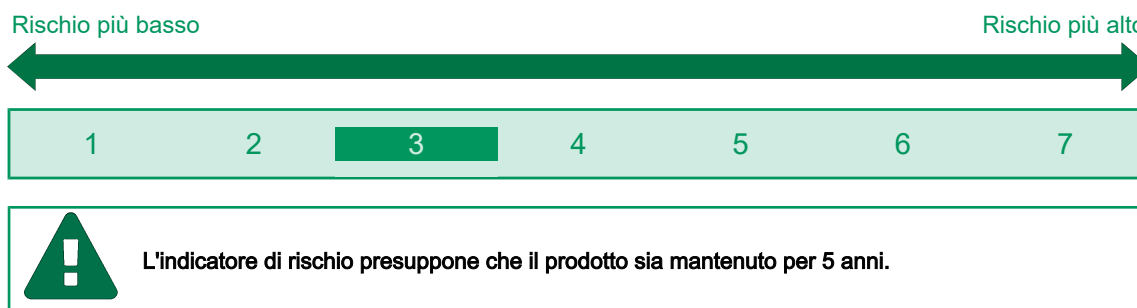 Rischio più basso Rischio più alto
1 2 3 4 5 6 7
L'indicatore di rischio presuppone che il prodotto sia mantenuto per 5 anni.